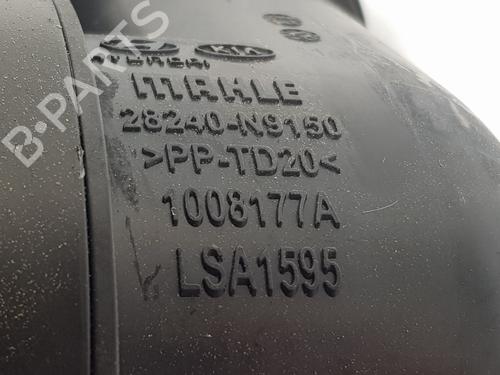 B-PARTS
KIA
HYUNDAI
MAHLE
28240-N9150
>PP-TD20<
1008177A
LSA1595